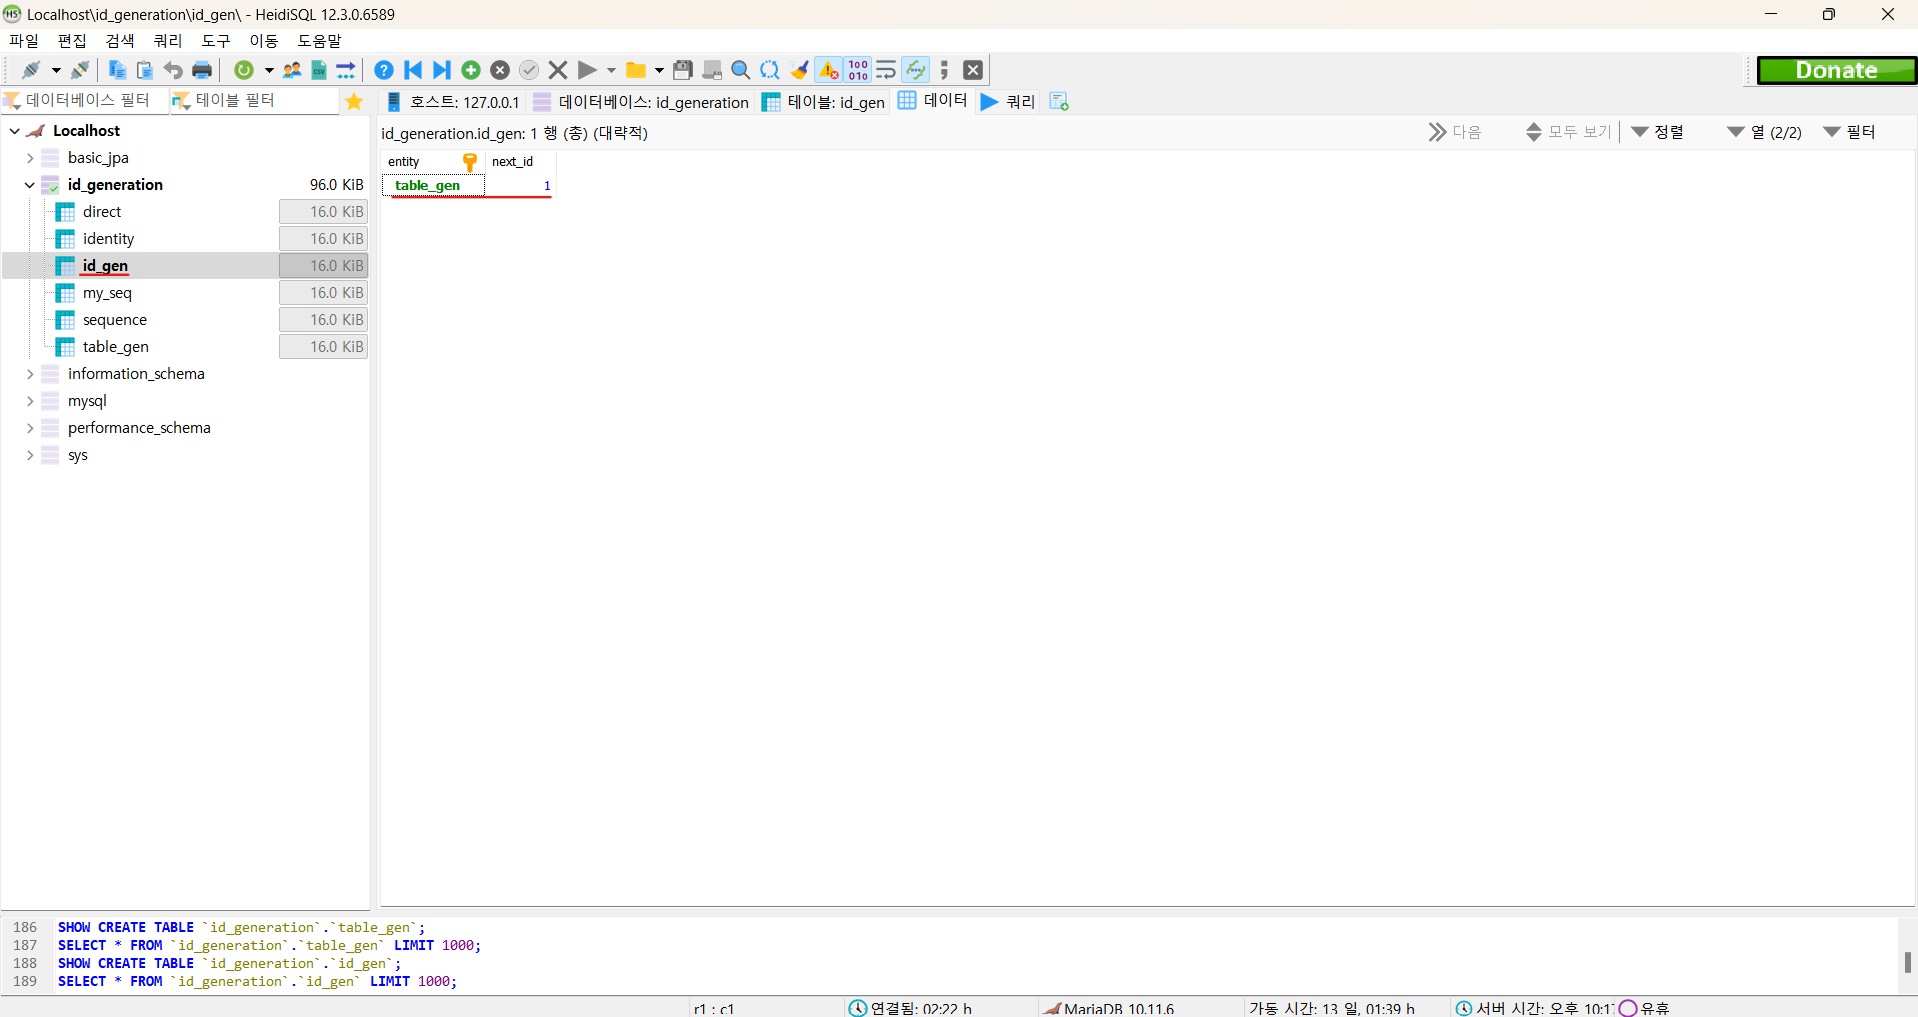 Localhost\id_generation\id_gen\ - HeidiSQL 12.3.0.6589
파일 편집 검색 쿼리 도구 이동 도움말
Donate
데이터베이스 필터 테이블 필터
호스트: 127.0.0.1 데이터베이스: id_generation 테이블: id_gen 데이터 쿼리
Localhost
basic_jpa
id_generation 96.0 KiB
direct 16.0 KiB
identity 16.0 KiB
id_gen 16.0 KiB
my_seq 16.0 KiB
sequence 16.0 KiB
table_gen 16.0 KiB
information_schema
mysql
performance_schema
sys
id_generation.id_gen: 1 행 (총) (대략적) 다음 모두 보기 정렬 열 (2/2) 필터
entity next_id
table_gen 1
186 SHOW CREATE TABLE `id_generation`.`table_gen`;
187 SELECT * FROM `id_generation`.`table_gen` LIMIT 1000;
188 SHOW CREATE TABLE `id_generation`.`id_gen`;
189 SELECT * FROM `id_generation`.`id_gen` LIMIT 1000;
r1 : c1 연결됨: 02:22 h MariaDB 10.11.6 가동 시간: 13 일, 01:39 h 서버 시간: 오후 10:1 유휴